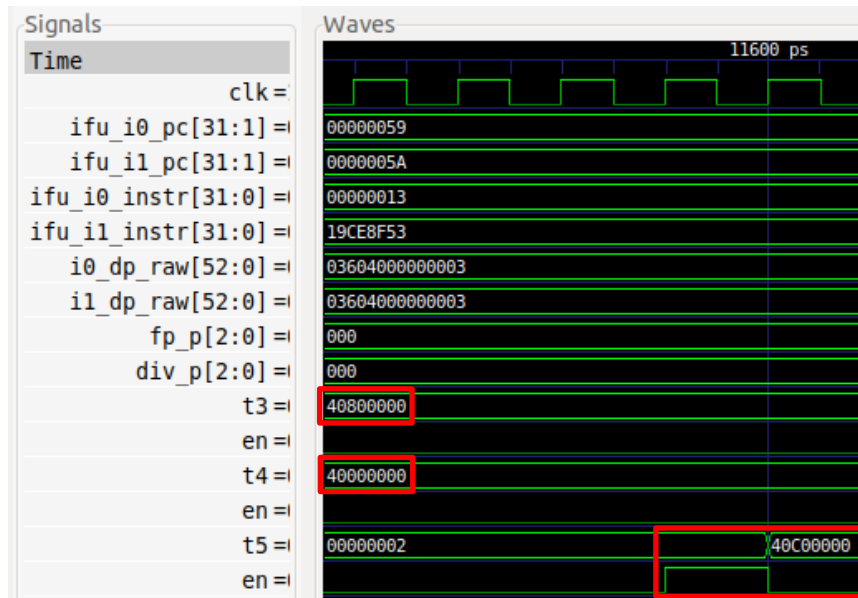 Signals
Waves
Time
11600 ps
clk =
ifu_i0_pc[31:1] =
00000059
ifu_i1_pc[31:1] =
0000005A
ifu_i0_instr[31:0] =
00000013
ifu_i1_instr[31:0] =
19CE8F53
i0_dp_raw[52:0] =
03604000000003
i1_dp_raw[52:0] =
03604000000003
fp_p[2:0] =
000
div_p[2:0] =
000
t3 =
40800000
en =
t4 =
40000000
en =
t5 =
00000002 40C00000
en =